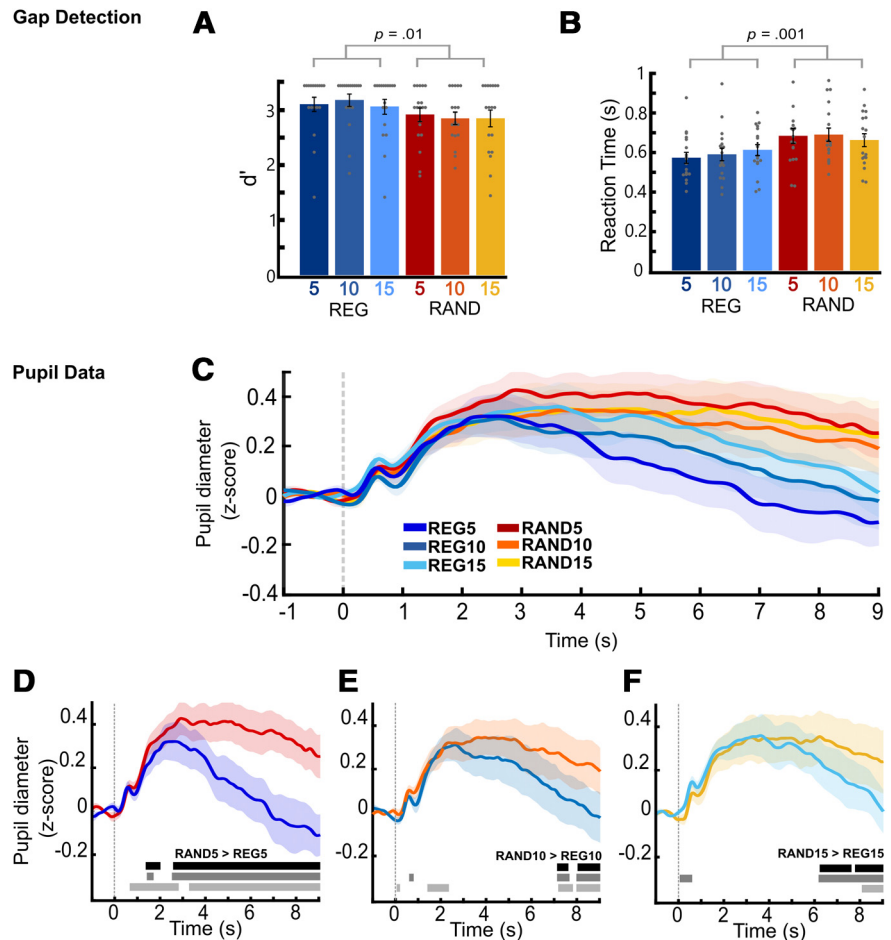 Gap Detection
A
p = .01
d'
3
2
1
0
5 10 15 5 10 15
REG RAND
B
p = .001
Reaction Time (s)
1
0.8
0.6
0.4
0.2
0
5 10 15 5 10 15
REG RAND
Pupil Data
C
Pupil diameter
(z-score)
0.4
0.2
0
-0.2
-0.4
REG5 RAND5
REG10 RAND10
REG15 RAND15
-1 0 1 2 3 4 5 6 7 8 9
Time (s)
D
Pupil diameter
(z-score)
0.4
0.2
0
-0.2
RAND5 > REG5
0 2 4 6 8
Time (s)
E
0.4
0.2
0
-0.2
RAND10 > REG10
0 2 4 6 8
Time (s)
F
0.4
0.2
0
-0.2
RAND15 > REG15
0 2 4 6 8
Time (s)